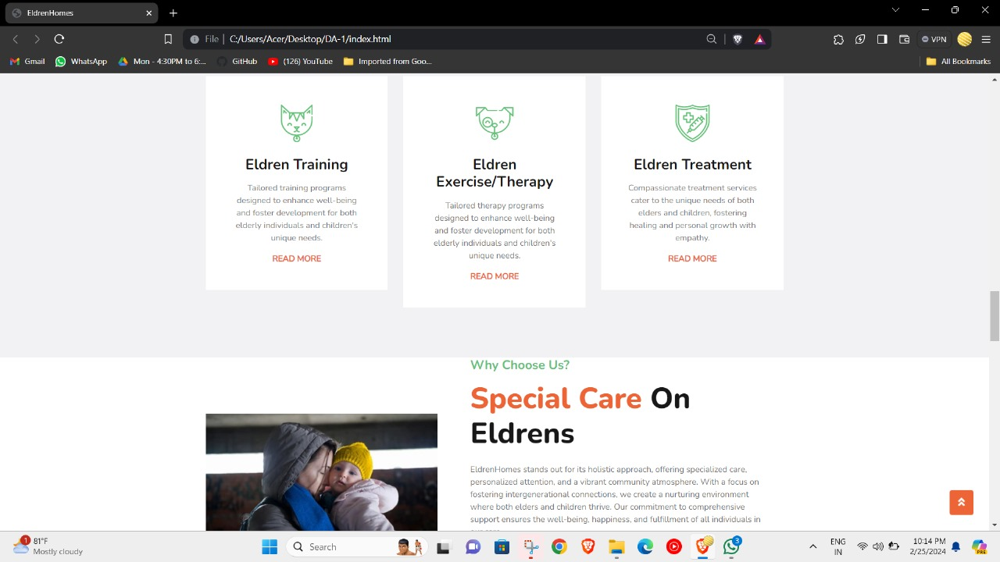 EldrenHomes
File
C:/Users/Acer/Desktop/DA-1/index.html
VPN
Gmail
WhatsApp
Mon - 4:30PM to 6:...
GitHub
(126) YouTube
Imported from Goo...
All Bookmarks
Eldren Training
Tailored training programs
designed to enhance well-being
and foster development for both
elderly individuals and children's
unique needs.
READ MORE
Eldren
Exercise/Therapy
Tailored therapy programs
designed to enhance well-being
and foster development for both
elderly individuals and children's
unique needs.
READ MORE
Eldren Treatment
Compassionate treatment services
cater to the unique needs of both
elders and children, fostering
healing and personal growth with
empathy.
READ MORE
Why Choose Us?
Special Care On
Eldrens
EldrenHomes stands out for its holistic approach, offering specialized care,
personalized attention, and a vibrant community atmosphere. With a focus on
fostering intergenerational connections, we create a nurturing environment
where both elders and children thrive. Our commitment to comprehensive
support ensures the well-being, happiness, and fulfillment of all individuals in
1
81°F
Mostly cloudy
Search
3
ENG
IN
10:44 PM
2/25/2024
PRE